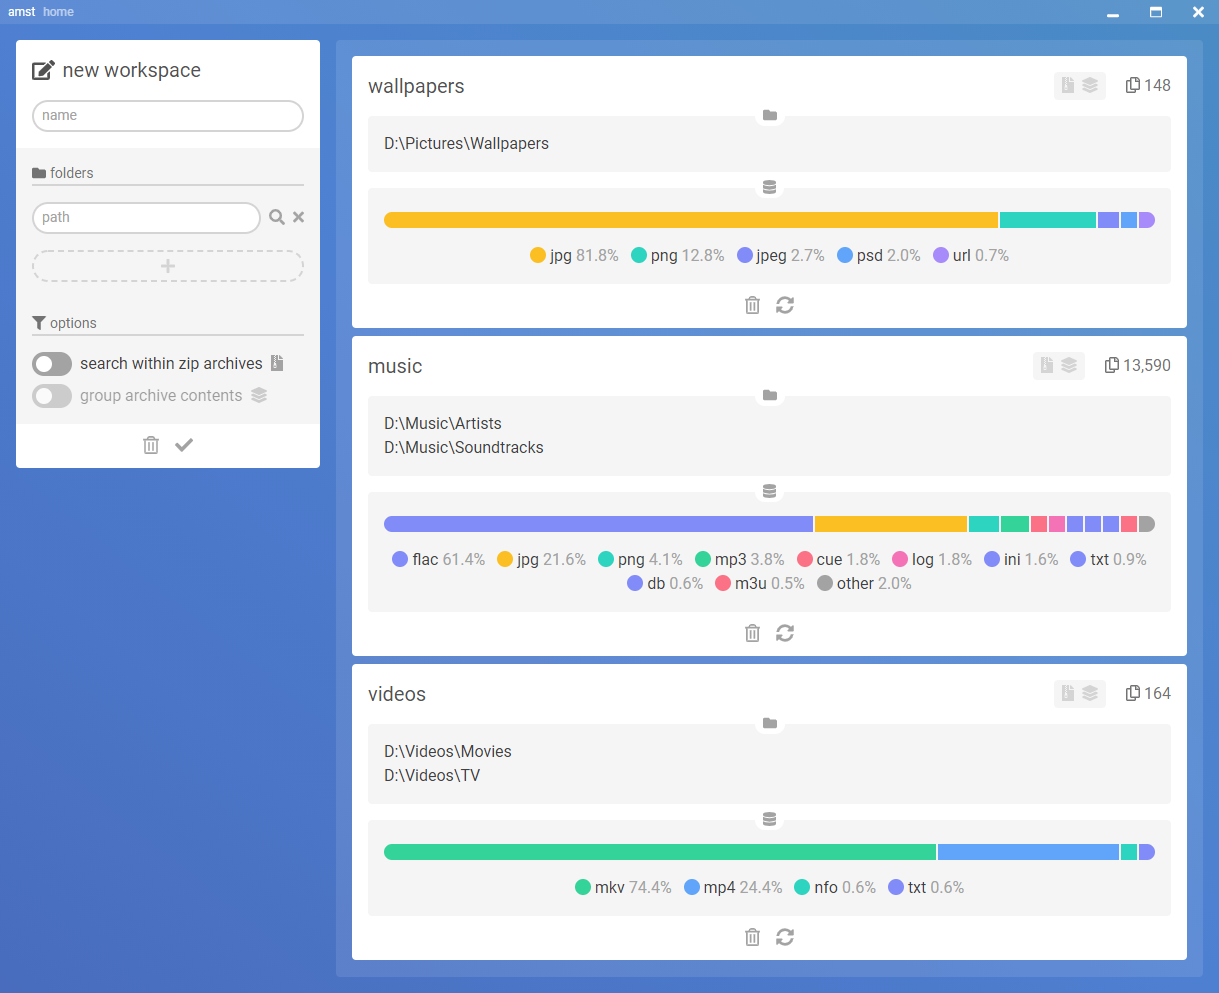 amst home
new workspace
name
folders
path
options
search within zip archives
group archive contents
wallpapers 148
D:\Pictures\Wallpapers
jpg 81.8% png 12.8% jpeg 2.7% psd 2.0% url 0.7%
music 13,590
D:\Music\Artists
D:\Music\Soundtracks
flac 61.4% jpg 21.6% png 4.1% mp3 3.8% cue 1.8% log 1.8% ini 1.6% txt 0.9%
db 0.6% m3u 0.5% other 2.0%
videos 164
D:\Videos\Movies
D:\Videos\TV
mkv 74.4% mp4 24.4% nfo 0.6% txt 0.6%